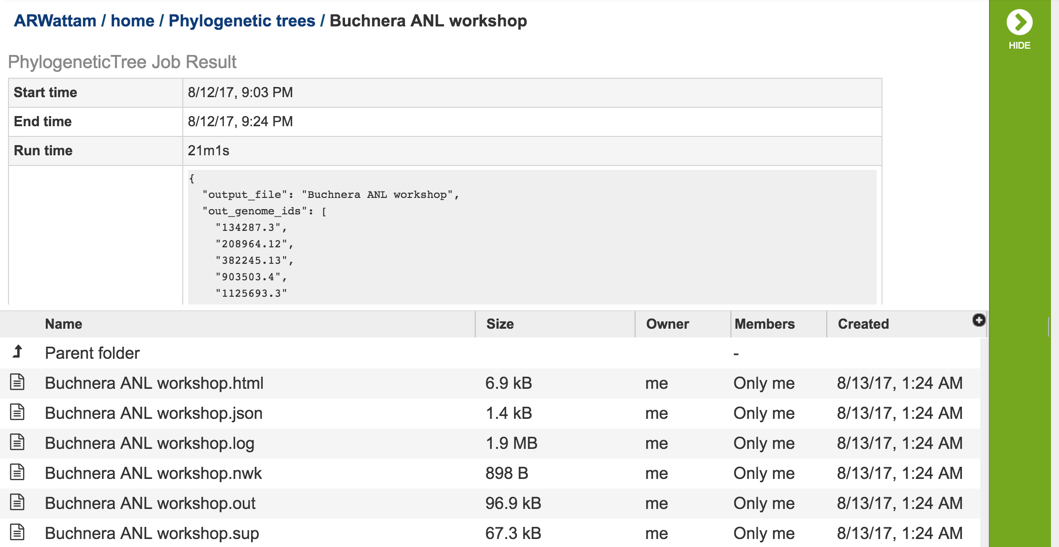 ARWattam / home / Phylogenetic trees / Buchnera ANL workshop
HIDE
PhylogeneticTree Job Result
Start time 8/12/17, 9:03 PM
End time 8/12/17, 9:24 PM
Run time 21m1s
{
"output_file": "Buchnera ANL workshop",
"out_genome_ids": [
"134287.3",
"208964.12",
"382245.13",
"903503.4",
"1125693.3"
Name Size Owner Members Created
Parent folder -
Buchnera ANL workshop.html 6.9 kB me Only me 8/13/17, 1:24 AM
Buchnera ANL workshop.json 1.4 kB me Only me 8/13/17, 1:24 AM
Buchnera ANL workshop.log 1.9 MB me Only me 8/13/17, 1:24 AM
Buchnera ANL workshop.nwk 898 B me Only me 8/13/17, 1:24 AM
Buchnera ANL workshop.out 96.9 kB me Only me 8/13/17, 1:24 AM
Buchnera ANL workshop.sup 67.3 kB me Only me 8/13/17, 1:24 AM